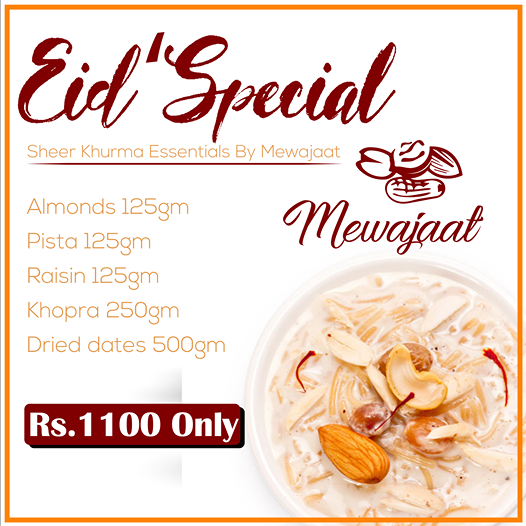 Eid'Special
Sheer Khurma Essentials By Mewajaat
Mewajaat
Almonds 125gm
Pista 125gm
Raisin 125gm
Khopra 250gm
Dried dates 500gm
Rs.1100 Only